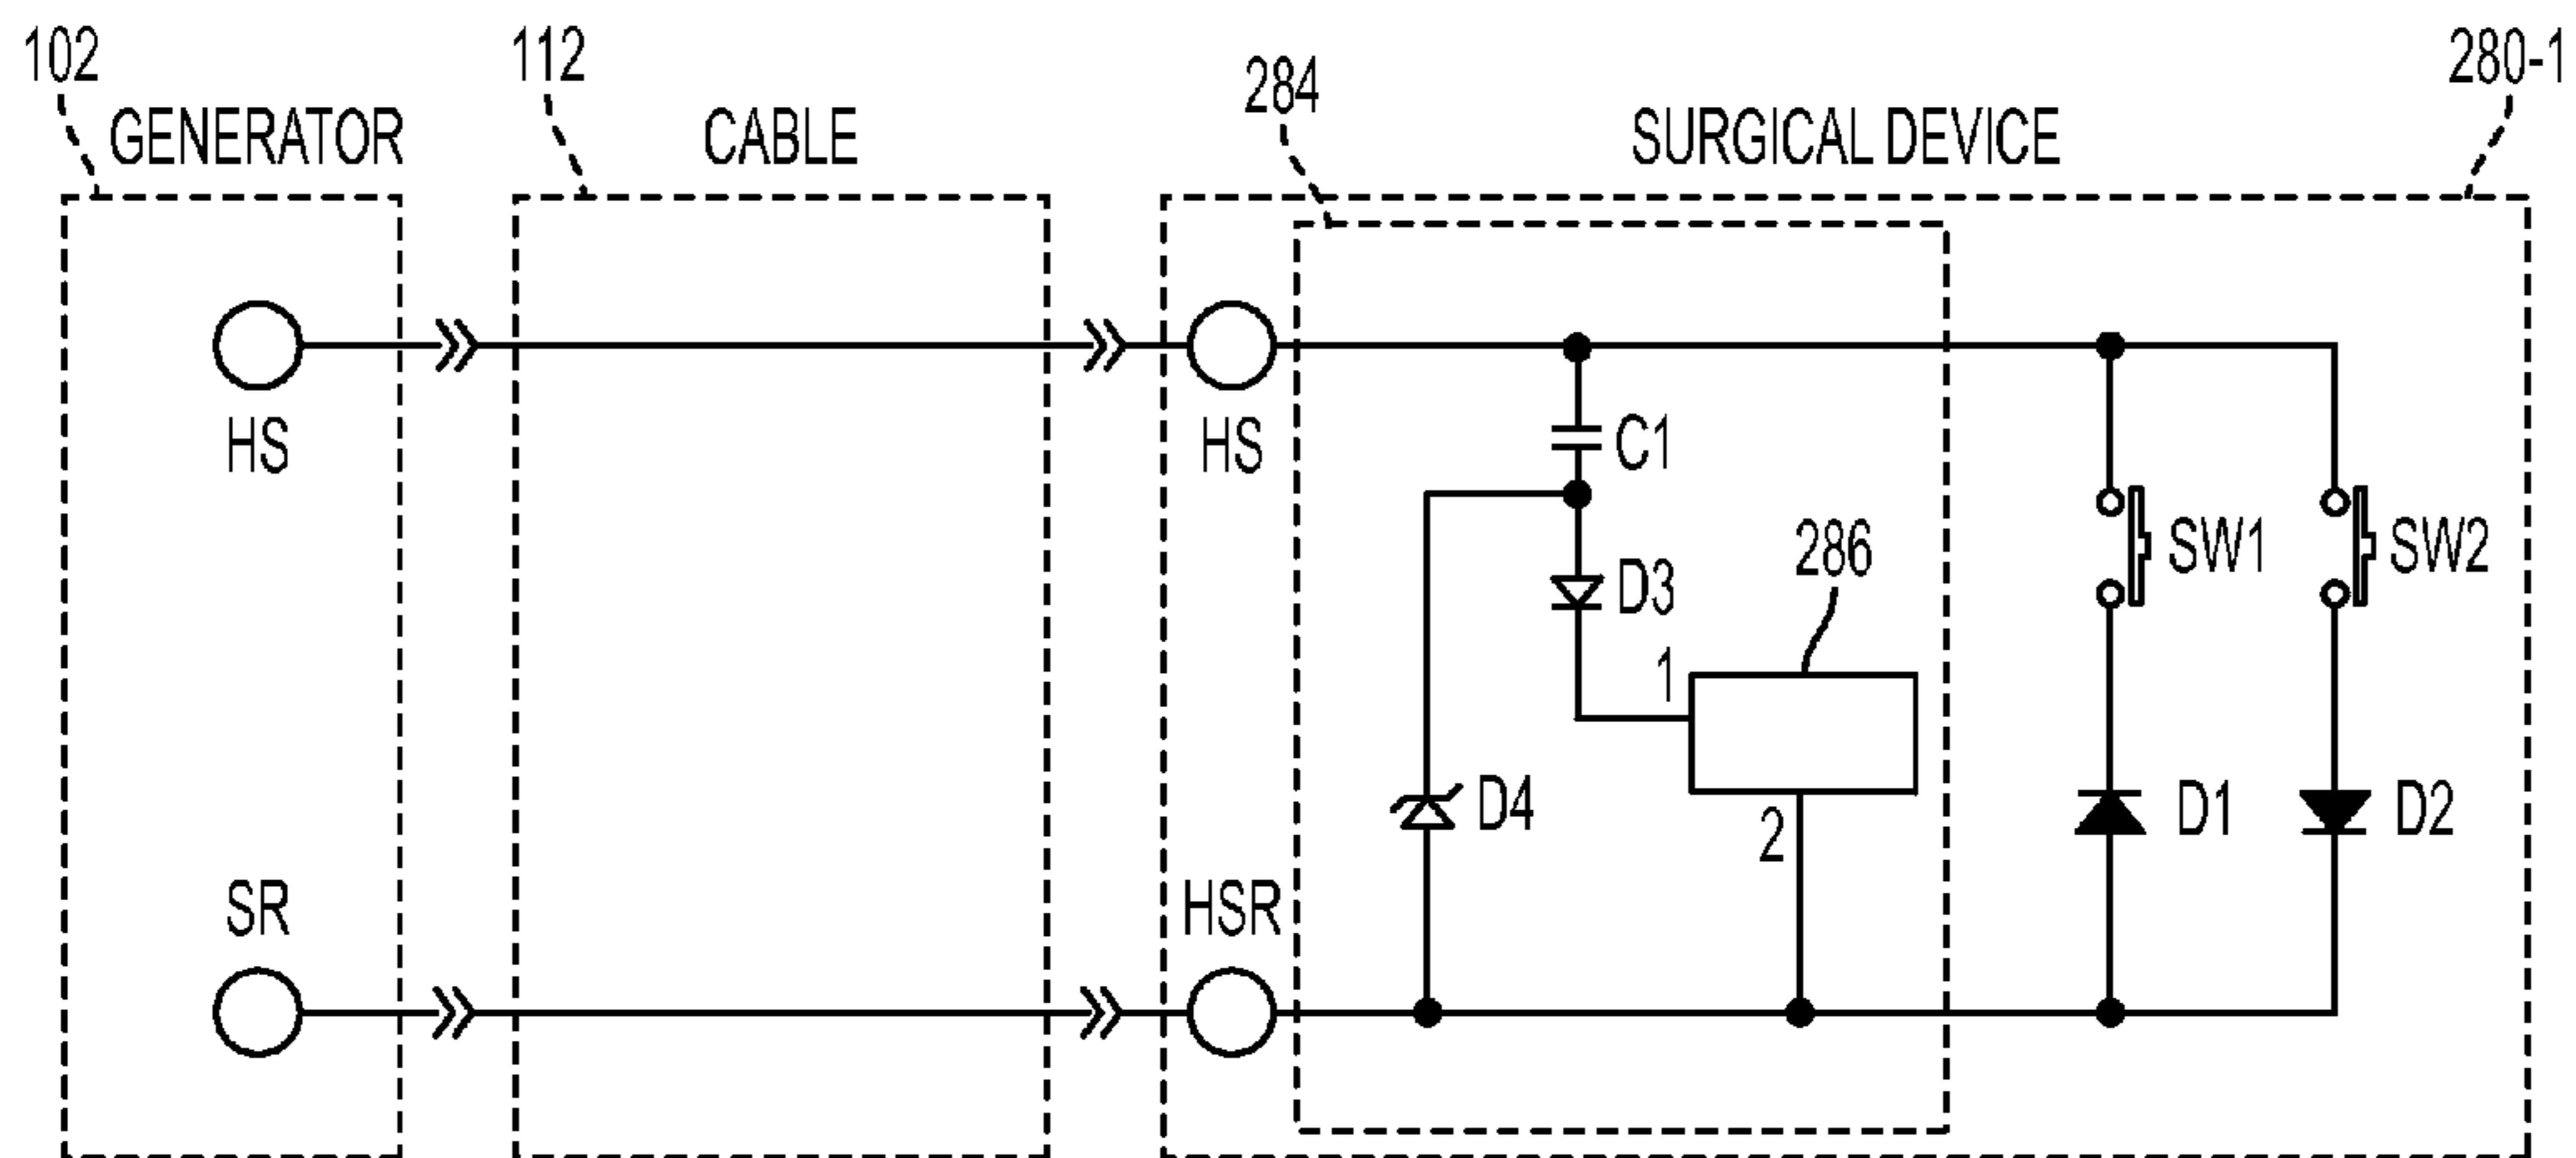 102
112
284
280-1
GENERATOR
CABLE
SURGICAL DEVICE
HS
HS
C1
SW1
SW2
286
D3
1
D4
D1
D2
2
SR
HSR